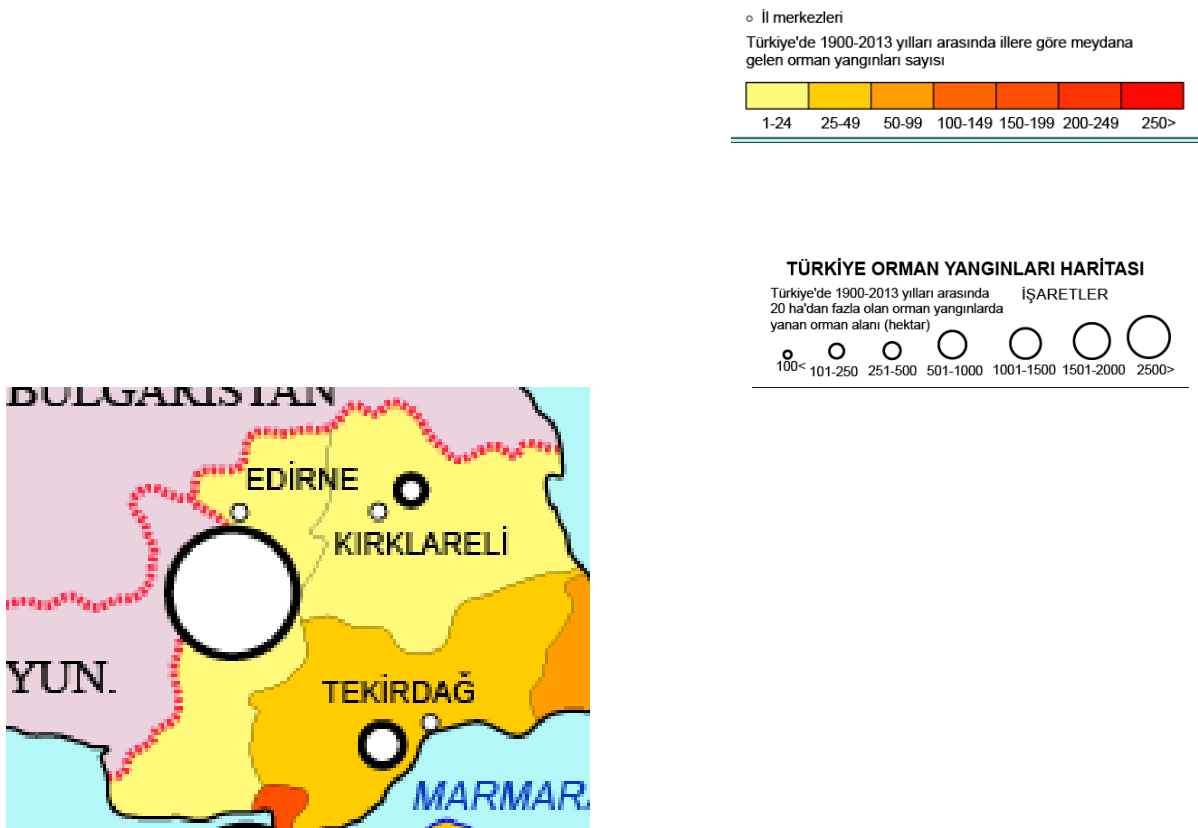 İl merkezleri
Türkiye'de 1900-2013 yılları arasında illere göre meydana
gelen orman yangınları sayısı
1-24 25-49 50-99 100-149 150-199 200-249 250>
TÜRKİYE ORMAN YANGINLARI HARİTASI
Türkiye'de 1900-2013 yılları arasında
20 ha'dan fazla olan orman yangınlarda
yanan orman alanı (hektar)
İŞARETLER
100< 101-250 251-500 501-1000 1001-1500 1501-2000 2500>
BULGARİSTAN
EDİRNE
KIRKLARELİ
YUN.
TEKİRDAĞ
MARMARA